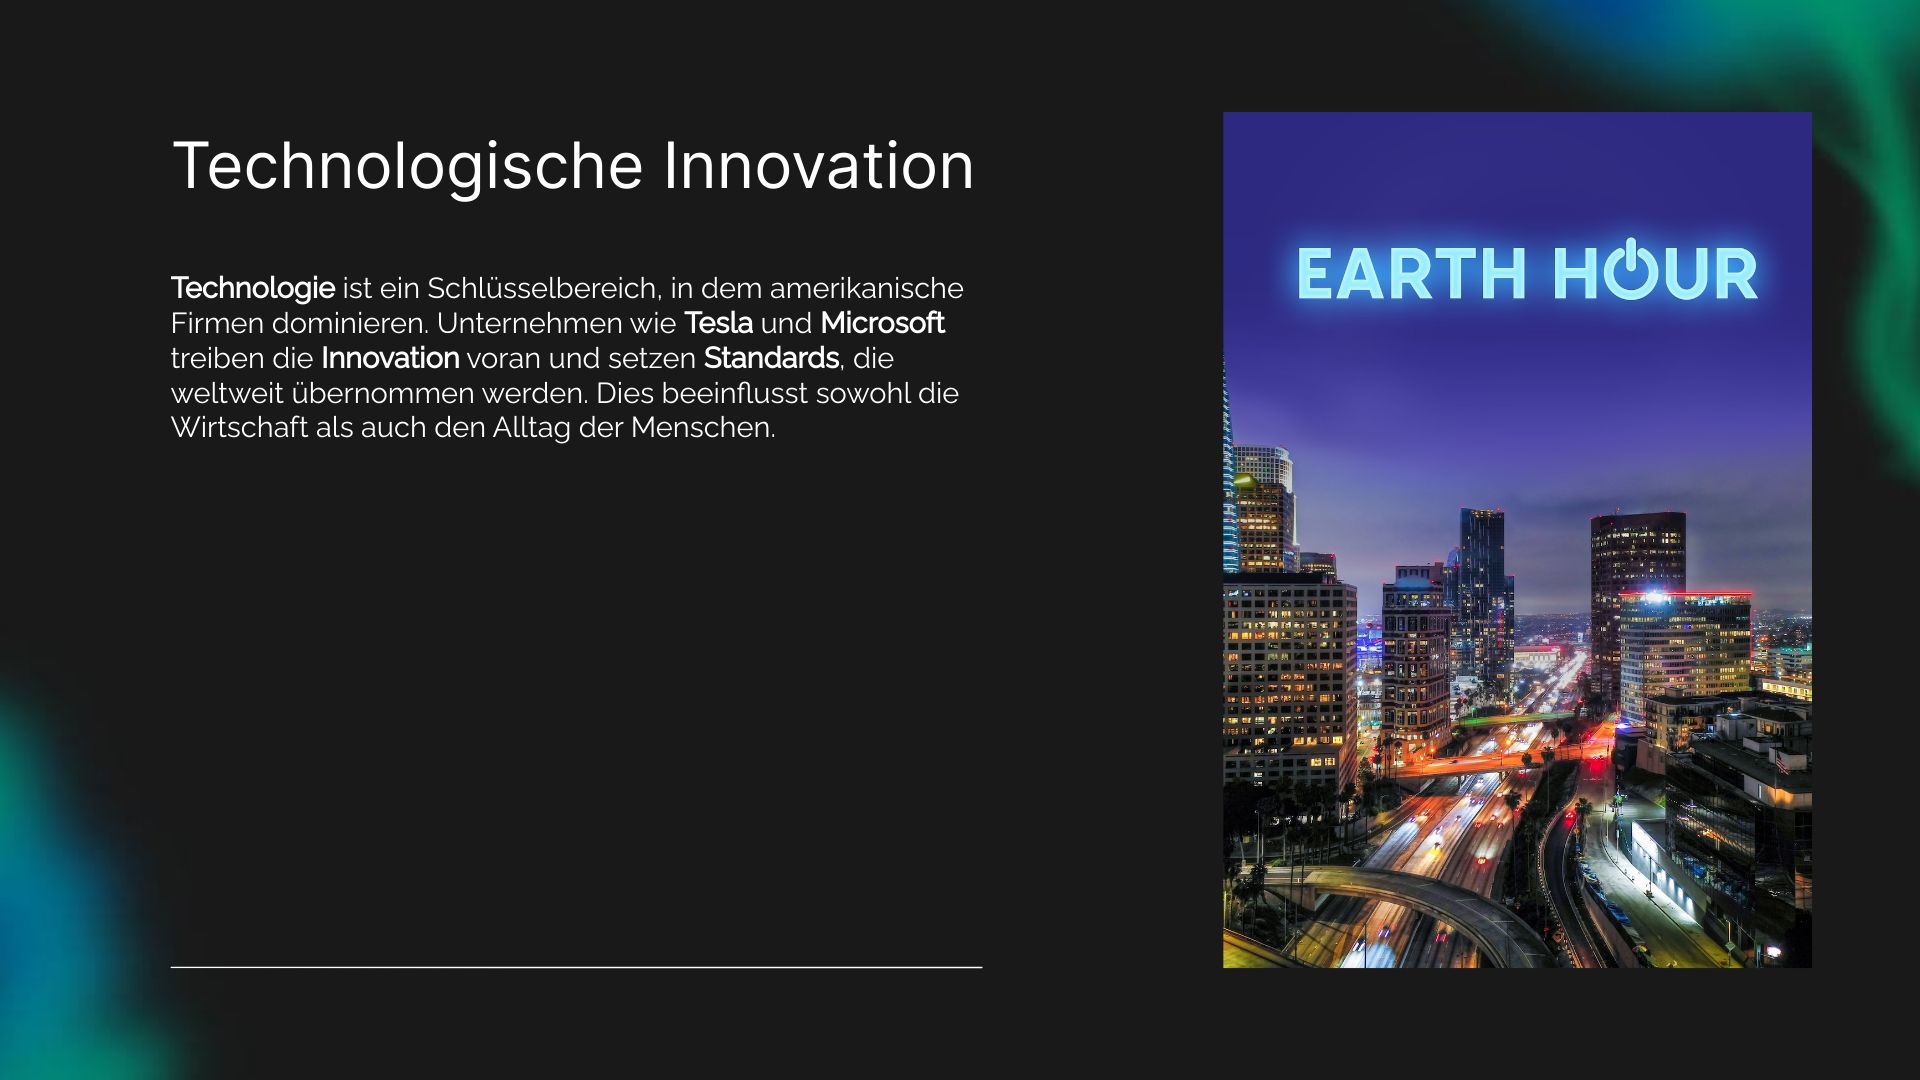 Technologische Innovation
Technologie ist ein Schlüsselbereich, in dem amerikanische
Firmen dominieren. Unternehmen wie Tesla und Microsoft
treiben die Innovation voran und setzen Standards, die
weltweit übernommen werden. Dies beeinflusst sowohl die
Wirtschaft als auch den Alltag der Menschen.
EARTH HOUR